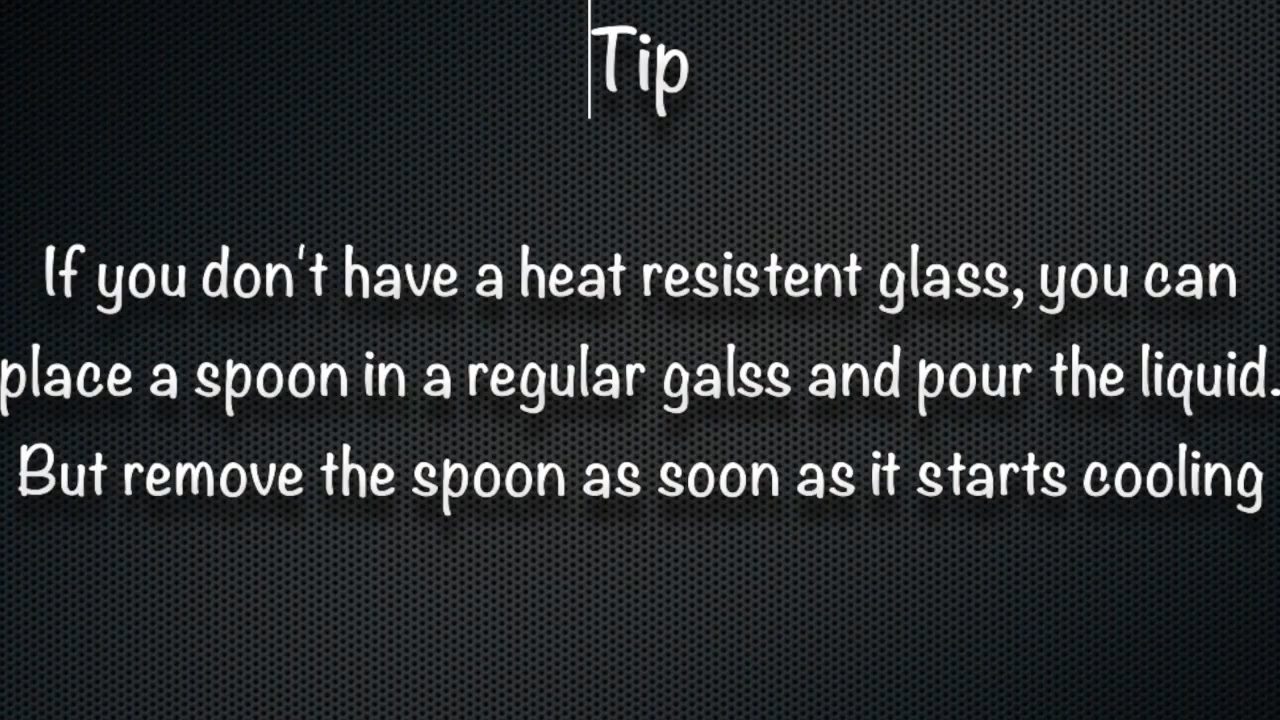 Tip
If you don't have a heat resistent glass, you can
place a spoon in a regular galss and pour the liquid.
But remove the spoon as soon as it starts cooling